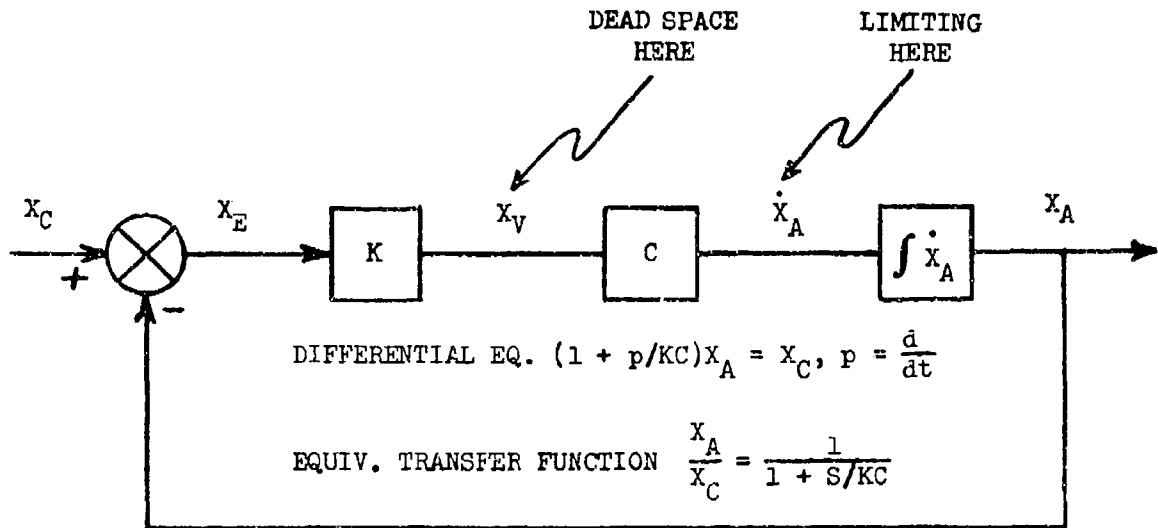 DEAD SPACE
HERE
LIMITING
HERE
X_C
X_E
X_V
Ẋ_A
X_A
+
-
K
C
∫ Ẋ_A
DIFFERENTIAL EQ. (1 + p/KC)X_A = X_C, p = d/dt
EQUIV. TRANSFER FUNCTION X_A/X_C = 1/(1 + S/KC)